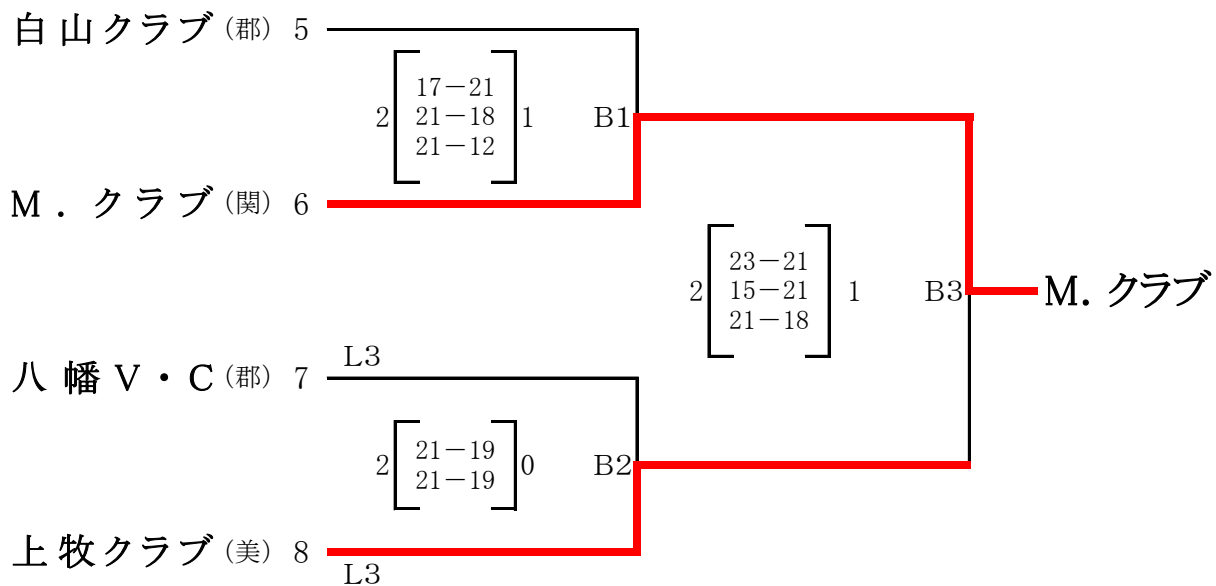 白山クラブ（郡） 5
17－21
2 21－18 1 B1
21－12
M．クラブ（関） 6
23－21
2 15－21 1 B3 M．クラブ
21－18
L3
八幡V・C（郡） 7
21－19
2 0 B2
21－19
上牧クラブ（美） 8
L3